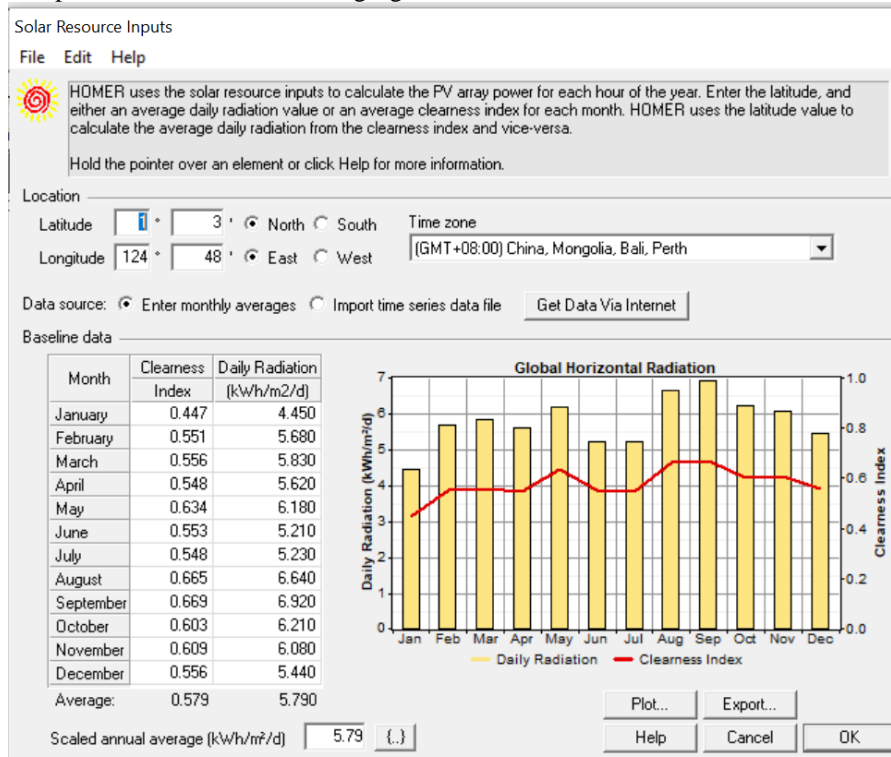 Solar Resource Inputs
File Edit Help
HOMER uses the solar resource inputs to calculate the PV array power for each hour of the year. Enter the latitude, and
either an average daily radiation value or an average clearness index for each month. HOMER uses the latitude value to
calculate the average daily radiation from the clearness index and vice-versa.
Hold the pointer over an element or click Help for more information.
Location
Latitude 1 ° 3 ' North South Time zone
Longitude 124 ° 48 ' East West (GMT+08:00) China, Mongolia, Bali, Perth
Data source: Enter monthly averages Import time series data file Get Data Via Internet
Baseline data
Month Clearness Daily Radiation
Index (kWh/m2/d)
January 0.447 4.450
February 0.551 5.680
March 0.556 5.830
April 0.548 5.620
May 0.634 6.180
June 0.553 5.210
July 0.548 5.230
August 0.665 6.640
September 0.669 6.920
October 0.603 6.210
November 0.609 6.080
December 0.556 5.440
Average: 0.579 5.790
Scaled annual average (kWh/m²/d) 5.79 {..}
Global Horizontal Radiation
Daily Radiation (kWh/m²/d)
7
6
5
4
3
2
1
0
1.0
0.8
0.6
0.4
0.2
0.0
Clearness Index
Jan Feb Mar Apr May Jun Jul Aug Sep Oct Nov Dec
Daily Radiation Clearness Index
Plot... Export...
Help Cancel OK